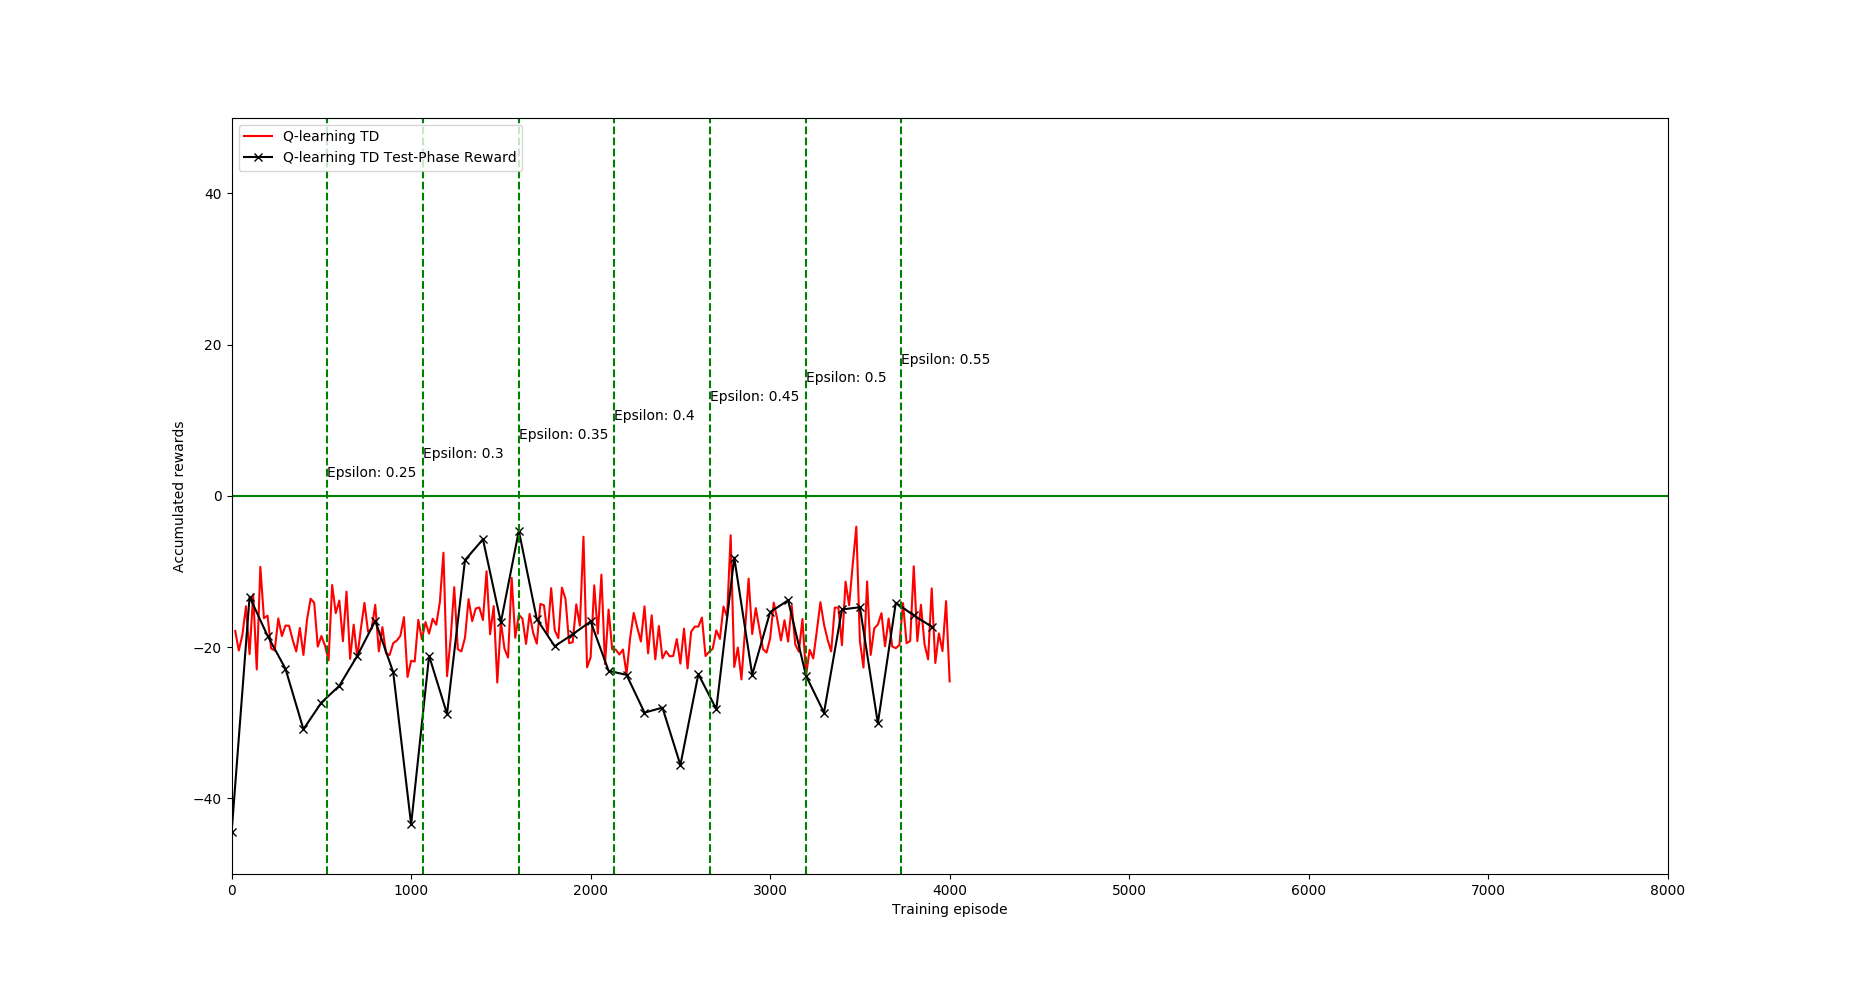 Q-learning TD
Q-learning TD Test-Phase Reward
40
20
0
−20
−40
Accumulated rewards
Epsilon: 0.55
Epsilon: 0.5
Epsilon: 0.45
Epsilon: 0.4
Epsilon: 0.35
Epsilon: 0.3
Epsilon: 0.25
0 1000 2000 3000 4000 5000 6000 7000 8000
Training episode